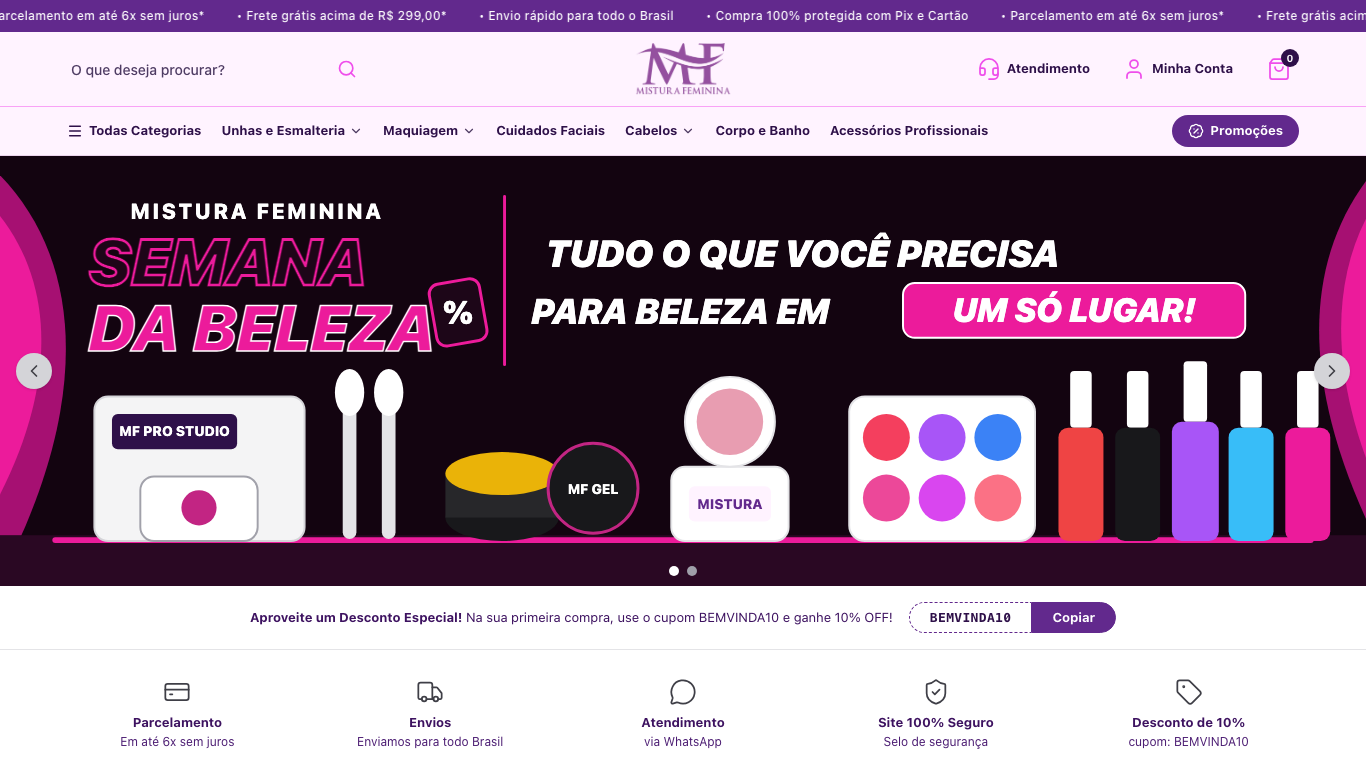 arcelamento em até 6x sem juros* • Frete grátis acima de R$ 299,00* • Envio rápido para todo o Brasil • Compra 100% protegida com Pix e Cartão • Parcelamento em até 6x sem juros* • Frete grátis acim
O que deseja procurar?
MF
MISTURA FEMININA
Atendimento
Minha Conta
0
Todas Categorias
Unhas e Esmalteria
Maquiagem
Cuidados Faciais
Cabelos
Corpo e Banho
Acessórios Profissionais
Promoções
MISTURA FEMININA
SEMANA
DA BELEZA
%
TUDO O QUE VOCÊ PRECISA
PARA BELEZA EM
UM SÓ LUGAR!
MF PRO STUDIO
MF GEL
MISTURA
Aproveite um Desconto Especial! Na sua primeira compra, use o cupom BEMVINDA10 e ganhe 10% OFF!
BEMVINDA10
Copiar
Parcelamento
Em até 6x sem juros
Envios
Enviamos para todo Brasil
Atendimento
via WhatsApp
Site 100% Seguro
Selo de segurança
Desconto de 10%
cupom: BEMVINDA10